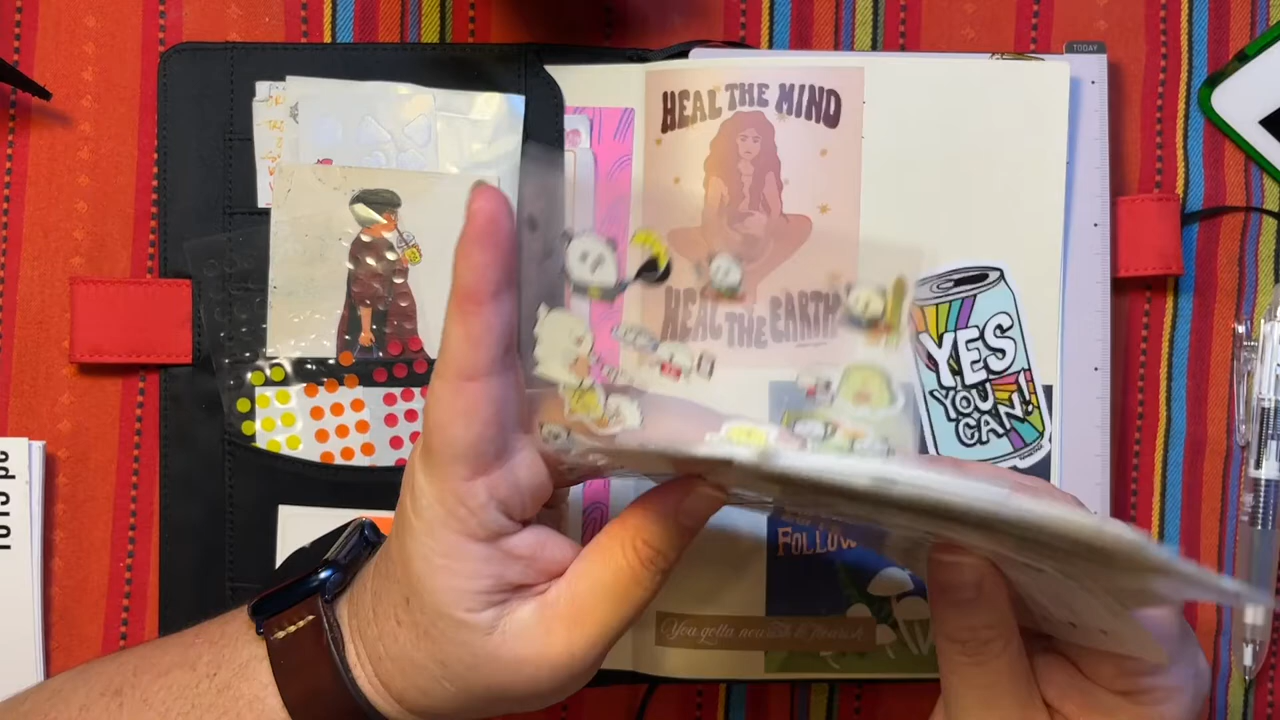 TODAY
HEAL THE MIND
HEAL THE EARTH
YES
YOU
CAN!
FOLLOW
You gotta nourish to flourish